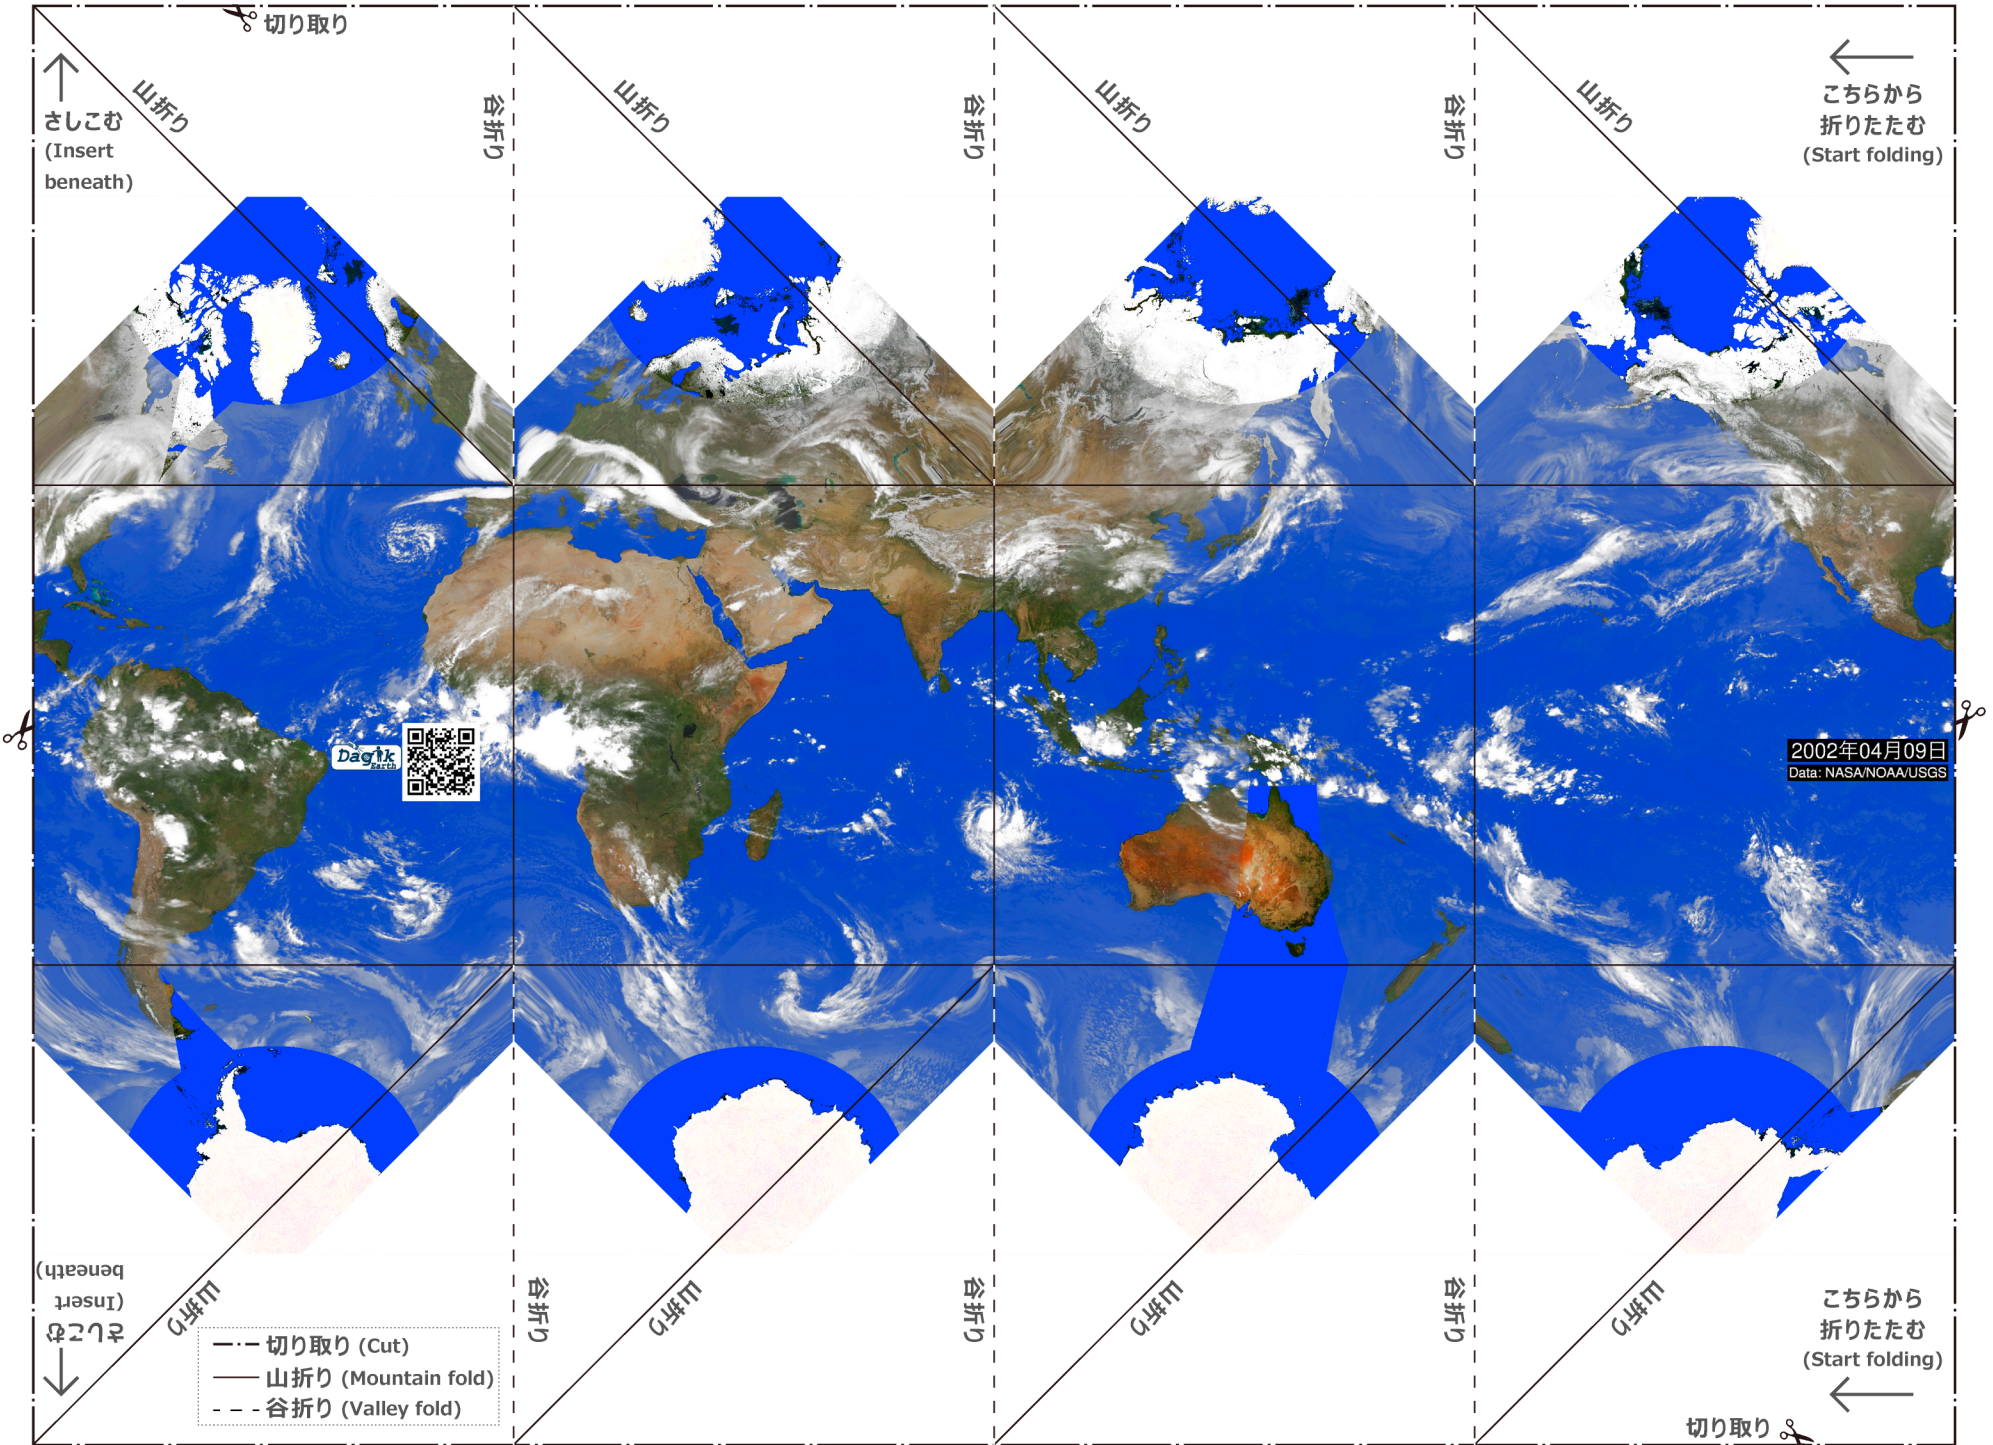 切り取り
さしこむ
(Insert
beneath)
山折り
谷折り
山折り
谷折り
山折り
谷折り
山折り
こちらから
折りたたむ
(Start folding)
Dagik
Earth
2002年04月09日
Data: NASA/NOAA/USGS
さしこむ
(Insert
beneath)
山折り
谷折り
山折り
谷折り
山折り
谷折り
山折り
こちらから
折りたたむ
(Start folding)
切り取り (Cut)
山折り (Mountain fold)
谷折り (Valley fold)
切り取り